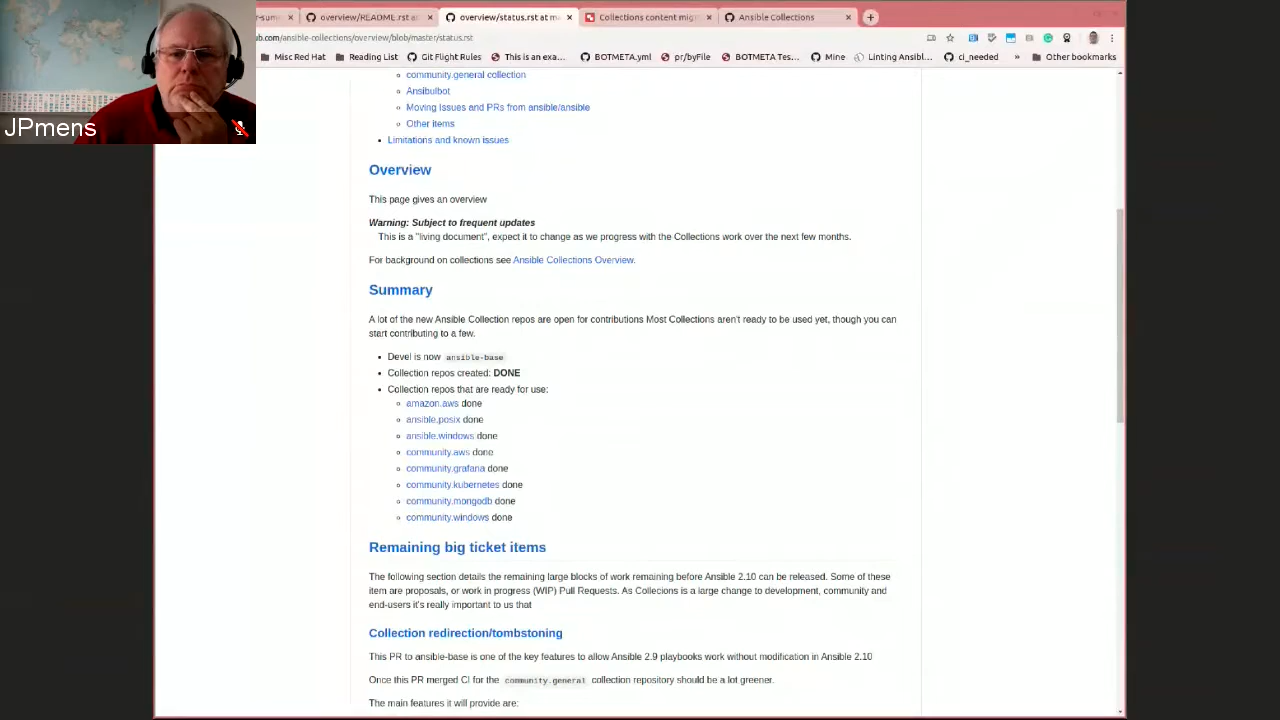 r-sum
overview/README.rst a
overview/status.rst at m
Collections content mig
Ansible Collections
ub.com/ansible-collections/overview/blob/master/status.rst
Misc Red Hat
Reading List
Git Flight Rules
This is an exa...
BOTMETA.yml
pr/byFile
BOTMETA Tes...
Mine
Linting Ansibl...
ci_needed
»
Other bookmarks
JPmens
community.general collection
Ansibulbot
Moving Issues and PRs from ansible/ansible
Other items
Limitations and known issues
Overview
This page gives an overview
Warning: Subject to frequent updates
This is a "living document", expect it to change as we progress with the Collections work over the next few months.
For background on collections see Ansible Collections Overview.
Summary
A lot of the new Ansible Collection repos are open for contributions Most Collections aren't ready to be used yet, though you can
start contributing to a few.
Devel is now ansible-base
Collection repos created: DONE
Collection repos that are ready for use:
amazon.aws done
ansible.posix done
ansible.windows done
community.aws done
community.grafana done
community.kubernetes done
community.mongodb done
community.windows done
Remaining big ticket items
The following section details the remaining large blocks of work remaining before Ansible 2.10 can be released. Some of these
item are proposals, or work in progress (WIP) Pull Requests. As Collecions is a large change to development, community and
end-users it's really important to us that
Collection redirection/tombstoning
This PR to ansible-base is one of the key features to allow Ansible 2.9 playbooks work without modification in Ansible 2.10
Once this PR merged CI for the community.general collection repository should be a lot greener.
The main features it will provide are: